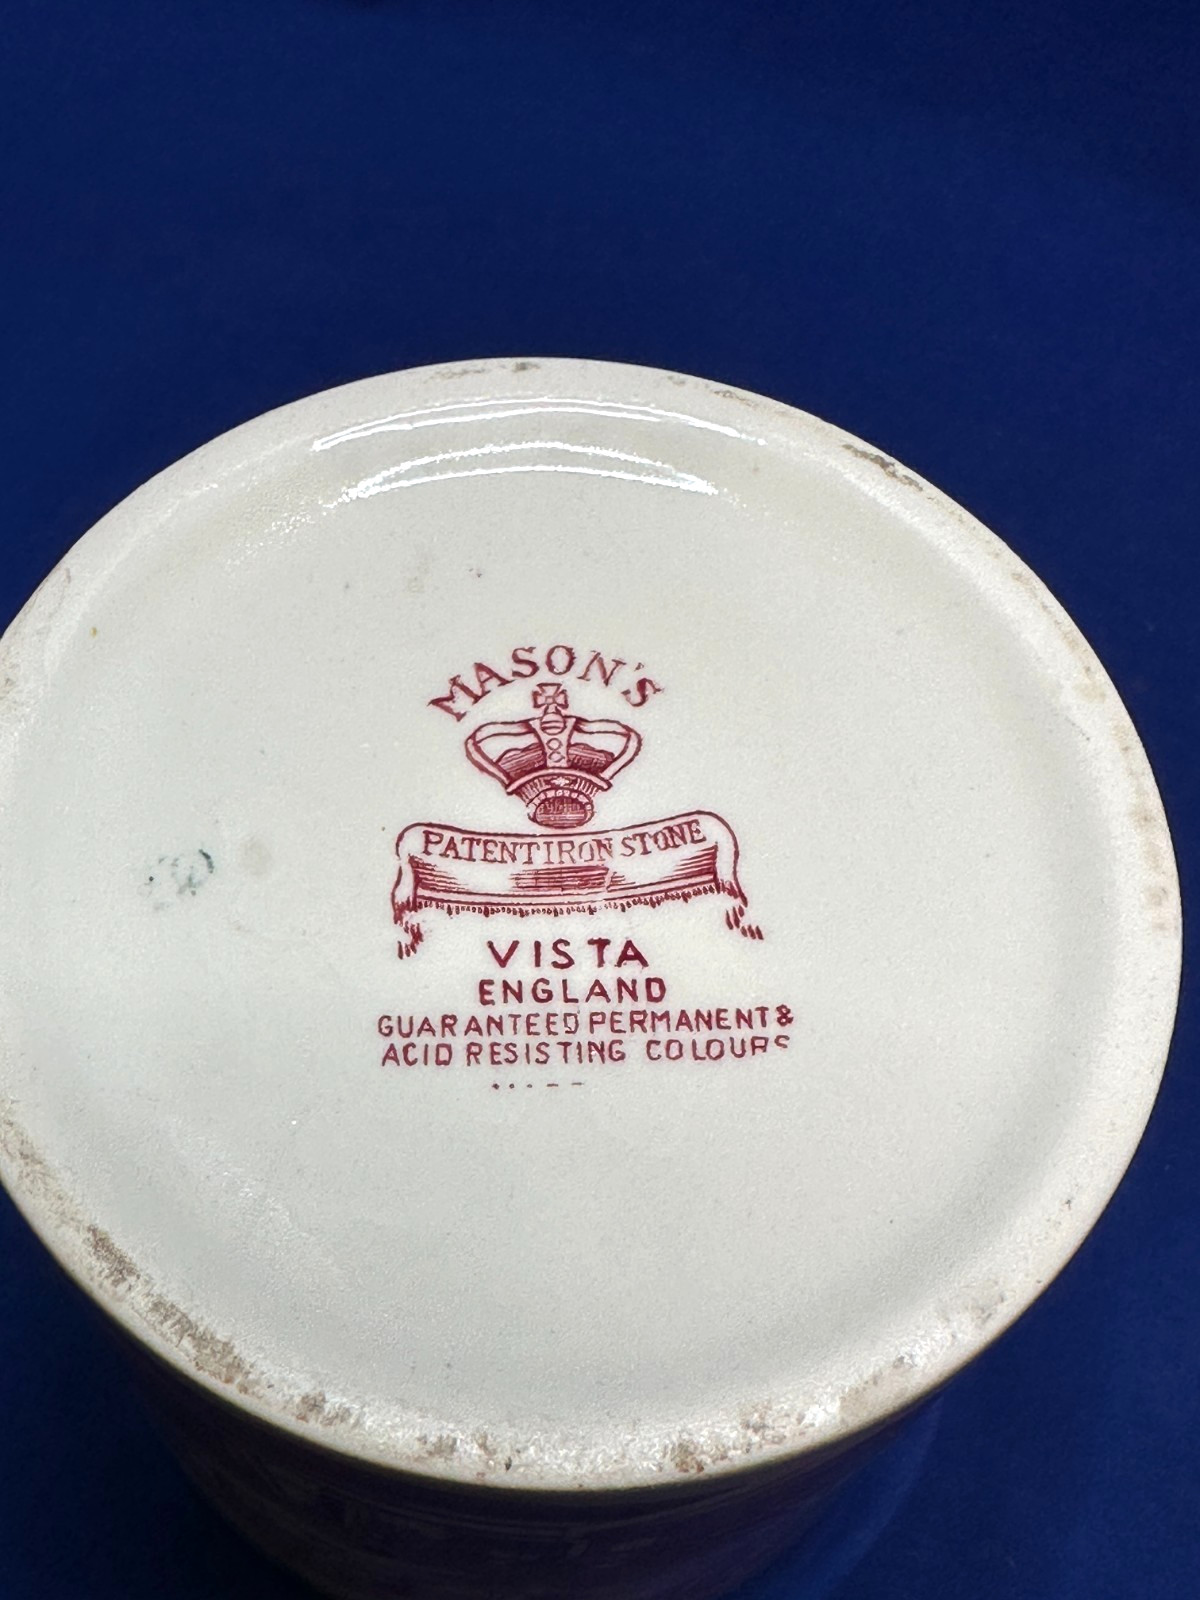 MASON'S
PATENT IRON STONE
VISTA
ENGLAND
GUARANTEED PERMANENT &
ACID RESISTING COLOURS